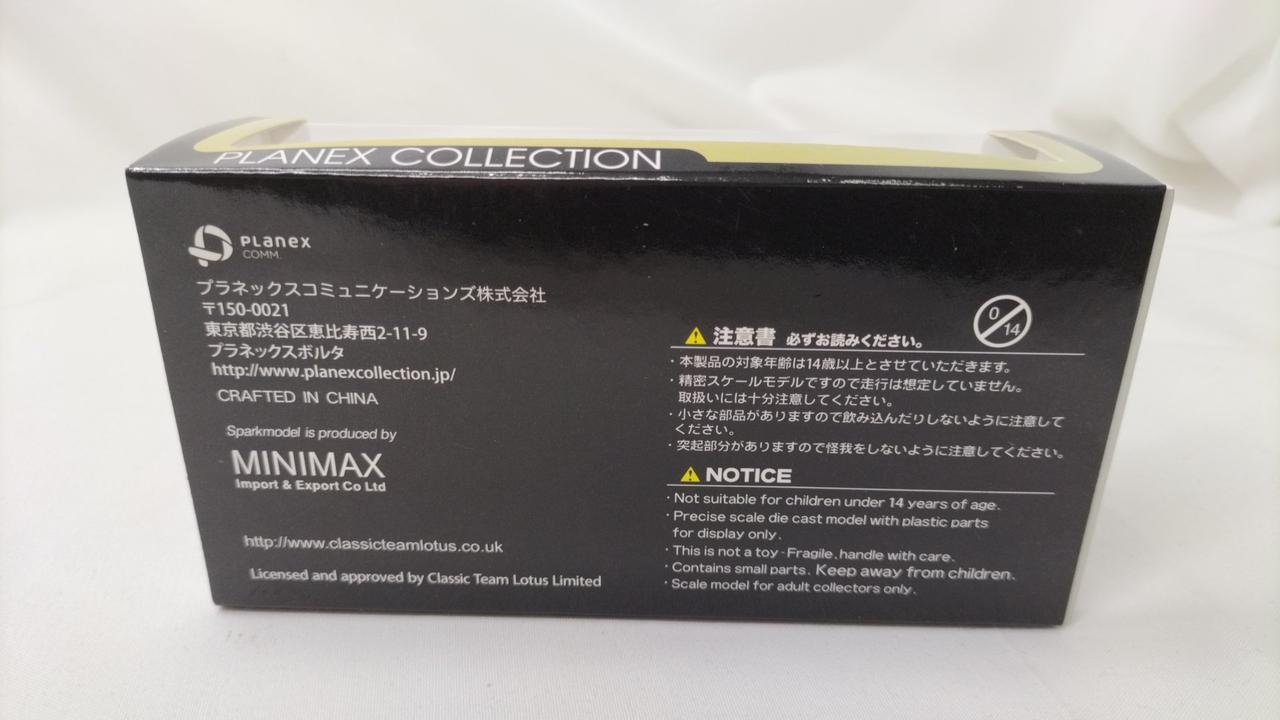 PLANEX COLLECTION
PLANEX
COMM.
プラネックスコミュニケーションズ株式会社
〒150-0021
東京都渋谷区恵比寿西2-11-9
プラネックスボルタ
http://www.planexcollection.jp/
CRAFTED IN CHINA
Sparkmodel is produced by
MINIMAX
Import & Export Co Ltd
http://www.classicteamlotus.co.uk
Licensed and approved by Classic Team Lotus Limited
0
14
注意書 必ずお読みください。
・本製品の対象年齢は14歳以上とさせていただきます。
・精密スケールモデルですので走行は想定していません。
取扱いには十分注意してください。
・小さな部品がありますので飲み込んだりしないように注意して
ください。
・突起部分がありますので怪我をしないように注意してください。
NOTICE
・Not suitable for children under 14 years of age.
・Precise scale die cast model with plastic parts
for display only.
・This is not a toy-Fragile, handle with care.
・Contains small parts. Keep away from children.
・Scale model for adult collectors only.